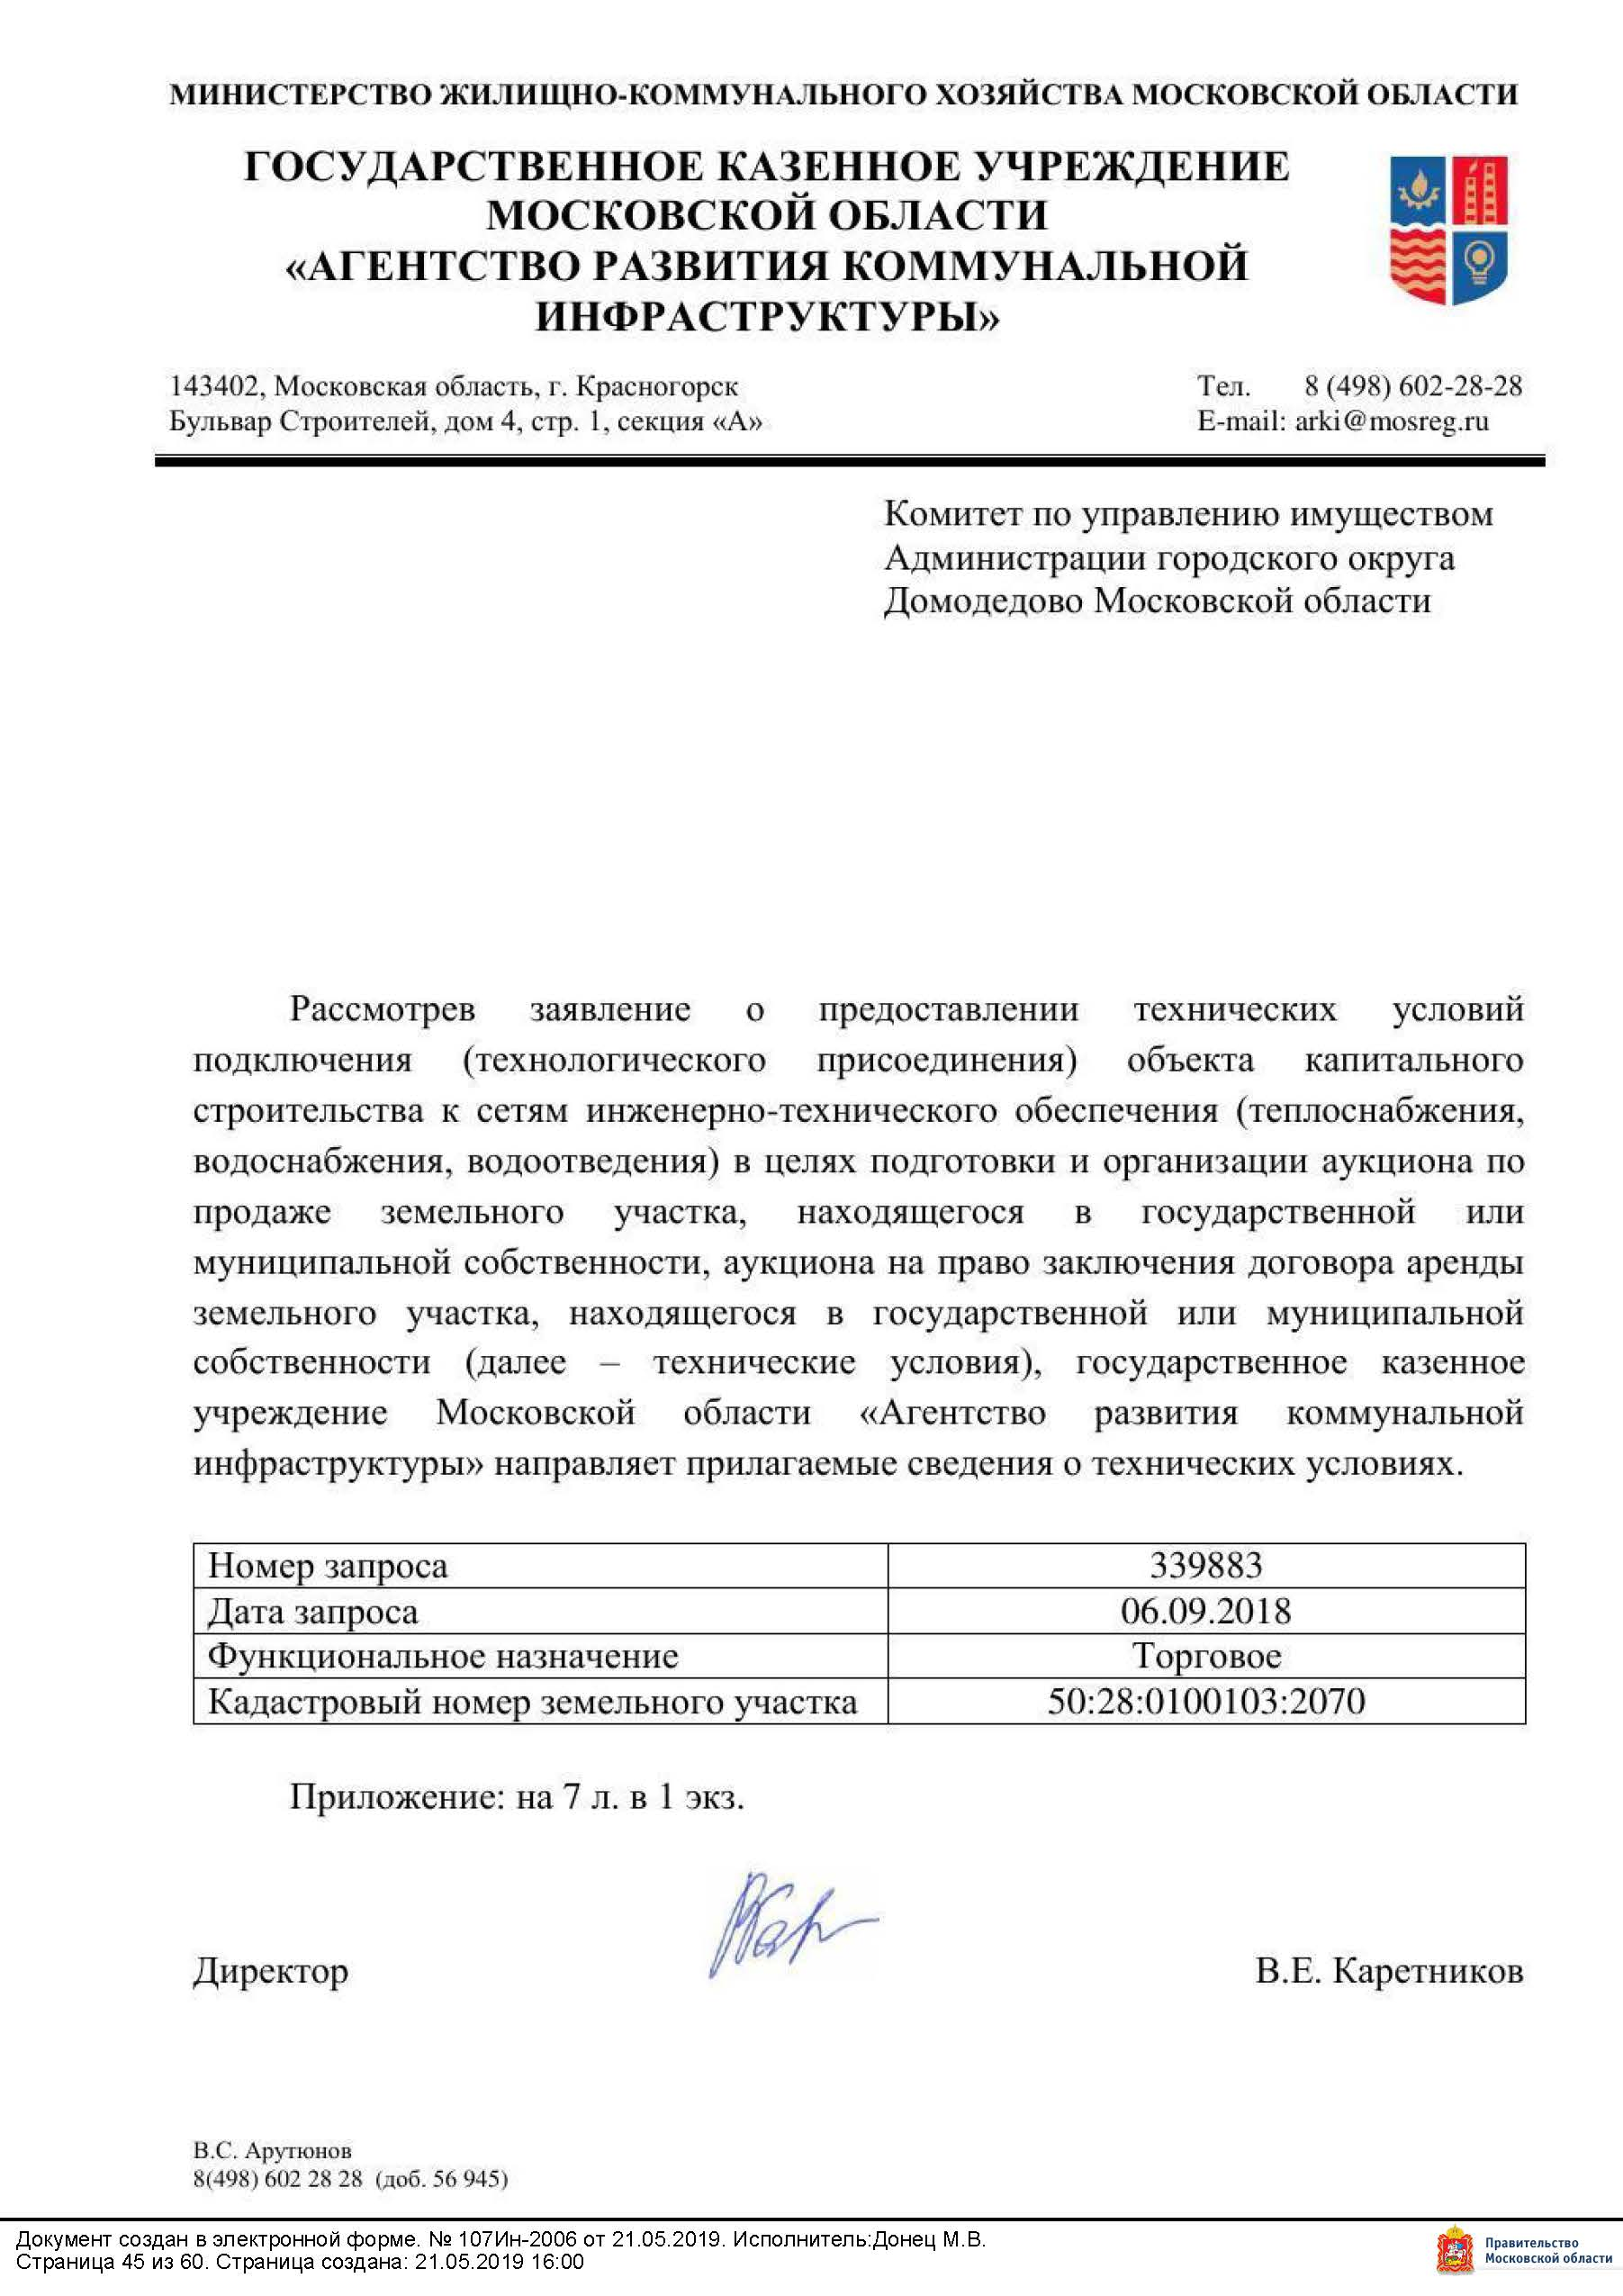 МИНИСТЕРСТВО ЖИЛИЩНО-КОММУНАЛЬНОГО ХОЗЯЙСТВА МОСКОВСКОЙ ОБЛАСТИ
ГОСУДАРСТВЕННОЕ КАЗЕННОЕ УЧРЕЖДЕНИЕ
МОСКОВСКОЙ ОБЛАСТИ
«АГЕНТСТВО РАЗВИТИЯ КОММУНАЛЬНОЙ
ИНФРАСТРУКТУРЫ»
143402, Московская область, г. Красногорск
Бульвар Строителей, дом 4, стр. 1, секция «А»
Тел. 8 (498) 602-28-28
E-mail: arki@mosreg.ru
Комитет по управлению имуществом
Администрации городского округа
Домодедово Московской области
Рассмотрев заявление о предоставлении технических условий
подключения (технологического присоединения) объекта капитального
строительства к сетям инженерно-технического обеспечения (теплоснабжения,
водоснабжения, водоотведения) в целях подготовки и организации аукциона по
продаже земельного участка, находящегося в государственной или
муниципальной собственности, аукциона на право заключения договора аренды
земельного участка, находящегося в государственной или муниципальной
собственности (далее – технические условия), государственное казенное
учреждение Московской области «Агентство развития коммунальной
инфраструктуры» направляет прилагаемые сведения о технических условиях.
Номер запроса 339883
Дата запроса 06.09.2018
Функциональное назначение Торговое
Кадастровый номер земельного участка 50:28:0100103:2070
Приложение: на 7 л. в 1 экз.
Директор В.Е. Каретников
В.С. Арутюнов
8(498) 602 28 28 (доб. 56 945)
Документ создан в электронной форме. № 107Ин-2006 от 21.05.2019. Исполнитель:Донец М.В.
Страница 45 из 60. Страница создана: 21.05.2019 16:00
Правительство
Московской области